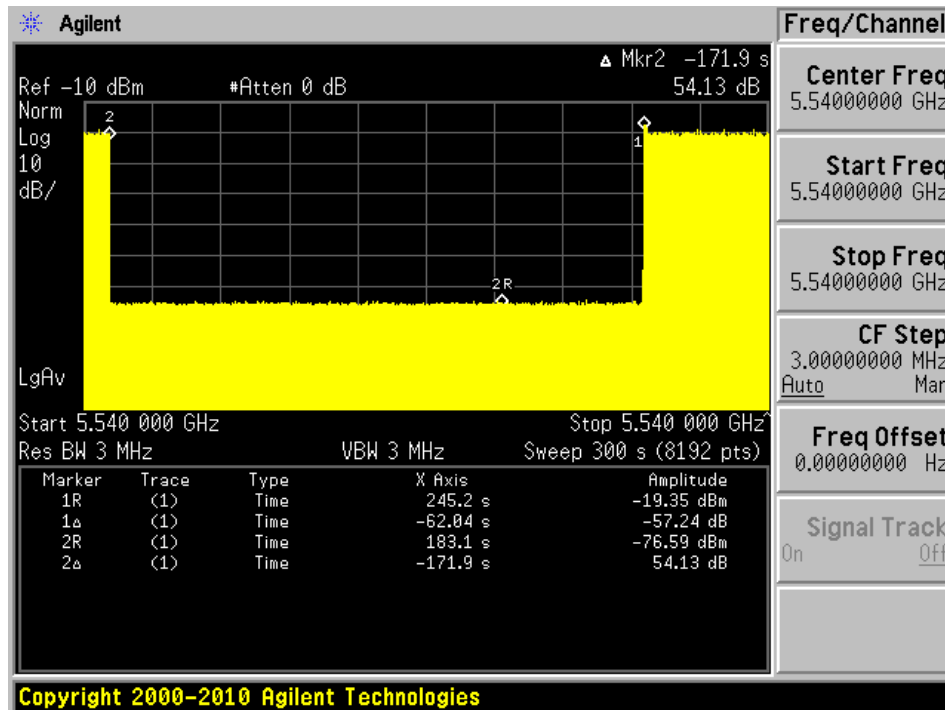 Agilent
Freq/Channel
Δ Mkr2 -171.9 s
Ref -10 dBm #Atten 0 dB 54.13 dB
Norm
Log
10
dB/
2
1
2R
LgAv
Start 5.540 000 GHz Stop 5.540 000 GHz^
Res BW 3 MHz VBW 3 MHz Sweep 300 s (8192 pts)
Marker Trace Type X Axis Amplitude
1R (1) Time 245.2 s -19.35 dBm
1Δ (1) Time -62.04 s -57.24 dB
2R (1) Time 183.1 s -76.59 dBm
2Δ (1) Time -171.9 s 54.13 dB
Center Freq
5.54000000 GHz
Start Freq
5.54000000 GHz
Stop Freq
5.54000000 GHz
CF Step
3.00000000 MHz
Auto Man
Freq Offset
0.00000000 Hz
Signal Track
On Off
Copyright 2000-2010 Agilent Technologies